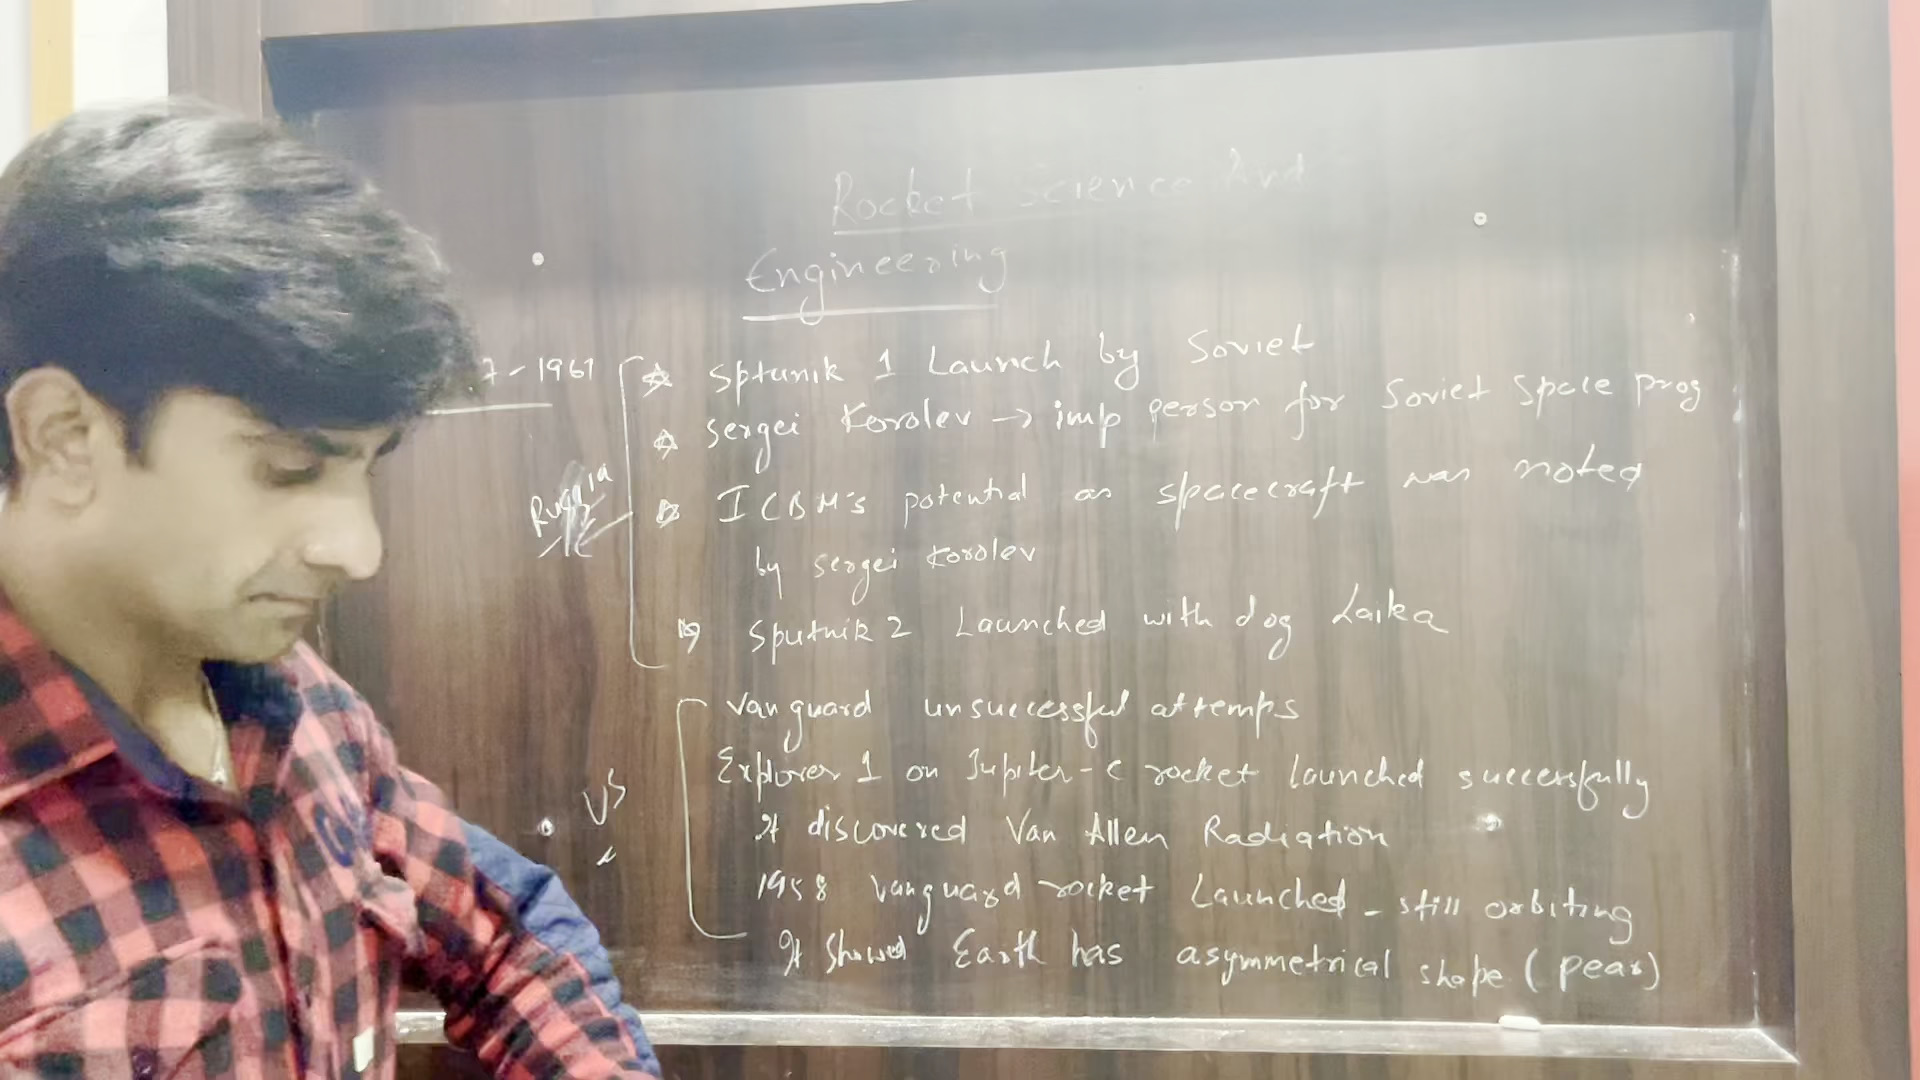 Rocket Science And
Engineering
7-1961
☆ Sptunik 1 Launch by Soviet
☆ Sergei Korolev → imp person for Soviet Space prog
Russia
ICBM's potential as spacecraft was noted
by sergei Korolev
Sputnik 2 Launched with dog Laika
Vanguard unsuccessful attemps
Explorer 1 on Jupiter-c rocket launched successfully
US
It discovered Van Allen Radiation
1958 Vanguard rocket Launched - still orbiting
It showed Earth has asymmetrical shape (pear)